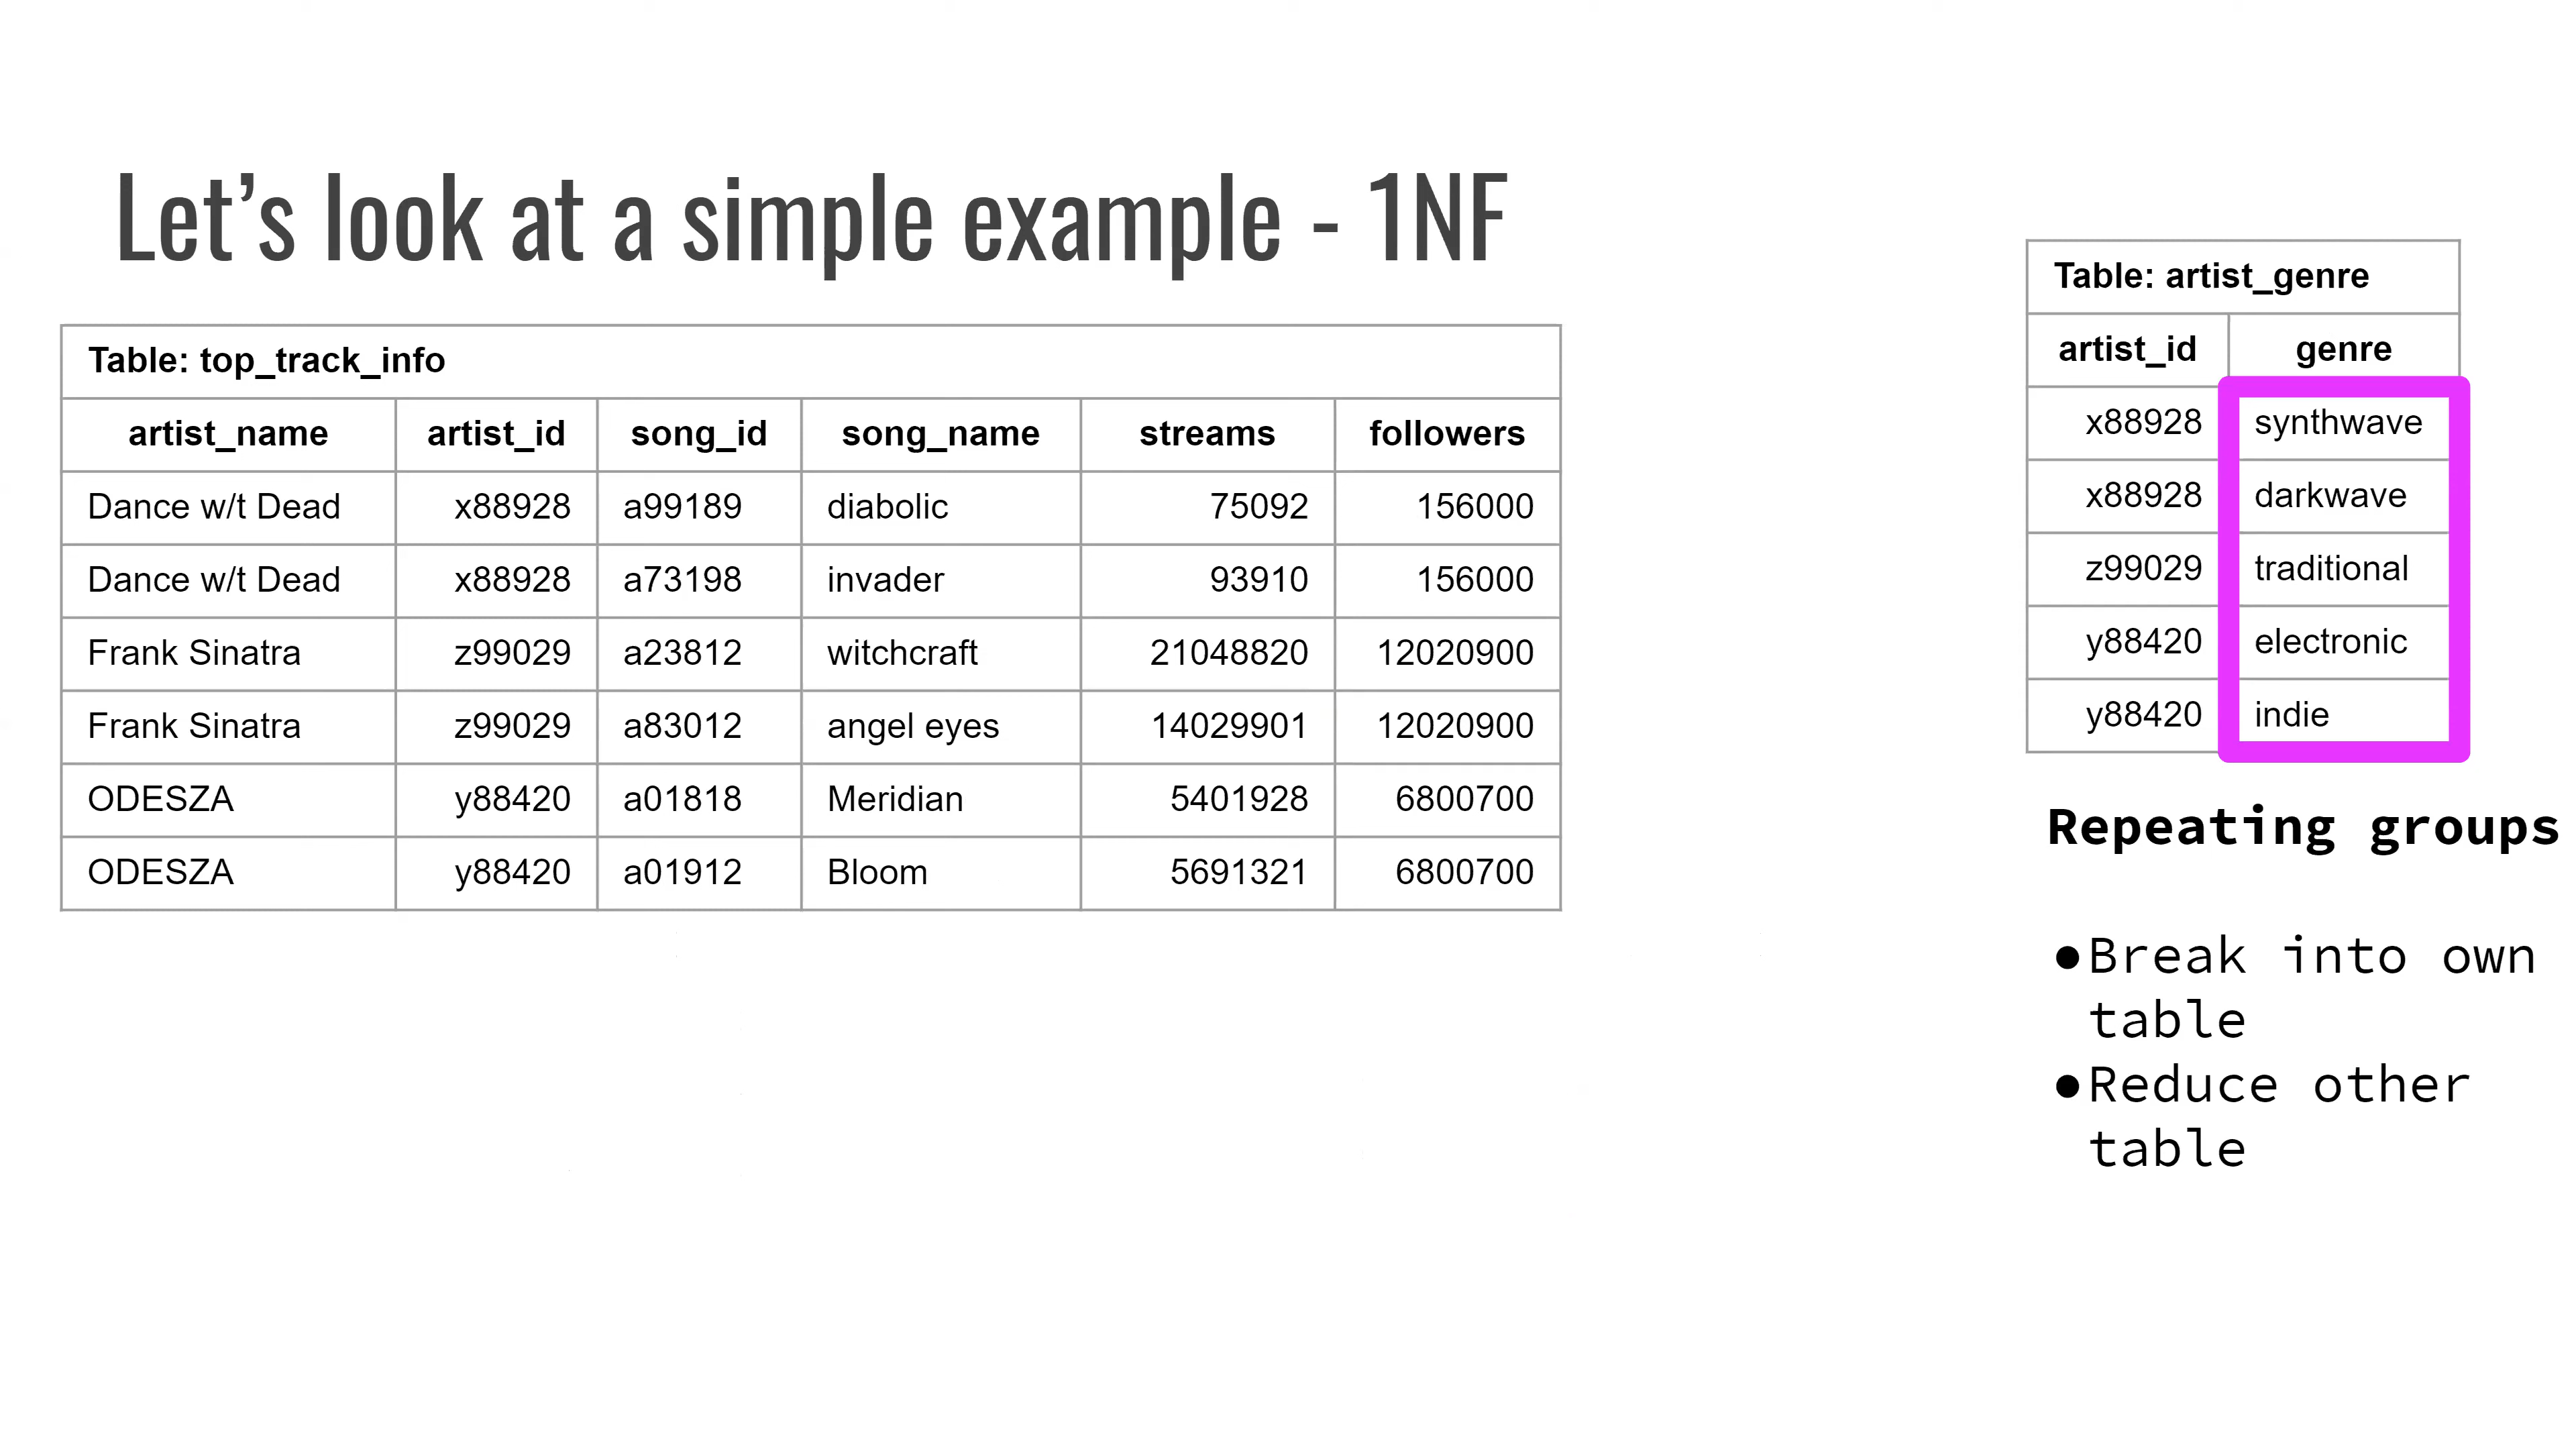 Let’s look at a simple example - 1NF
Table: top_track_info
artist_name artist_id song_id song_name streams followers
Dance w/t Dead x88928 a99189 diabolic 75092 156000
Dance w/t Dead x88928 a73198 invader 93910 156000
Frank Sinatra z99029 a23812 witchcraft 21048820 12020900
Frank Sinatra z99029 a83012 angel eyes 14029901 12020900
ODESZA y88420 a01818 Meridian 5401928 6800700
ODESZA y88420 a01912 Bloom 5691321 6800700
Table: artist_genre
artist_id genre
x88928 synthwave
x88928 darkwave
z99029 traditional
y88420 electronic
y88420 indie
Repeating groups
●Break into own
table
●Reduce other
table